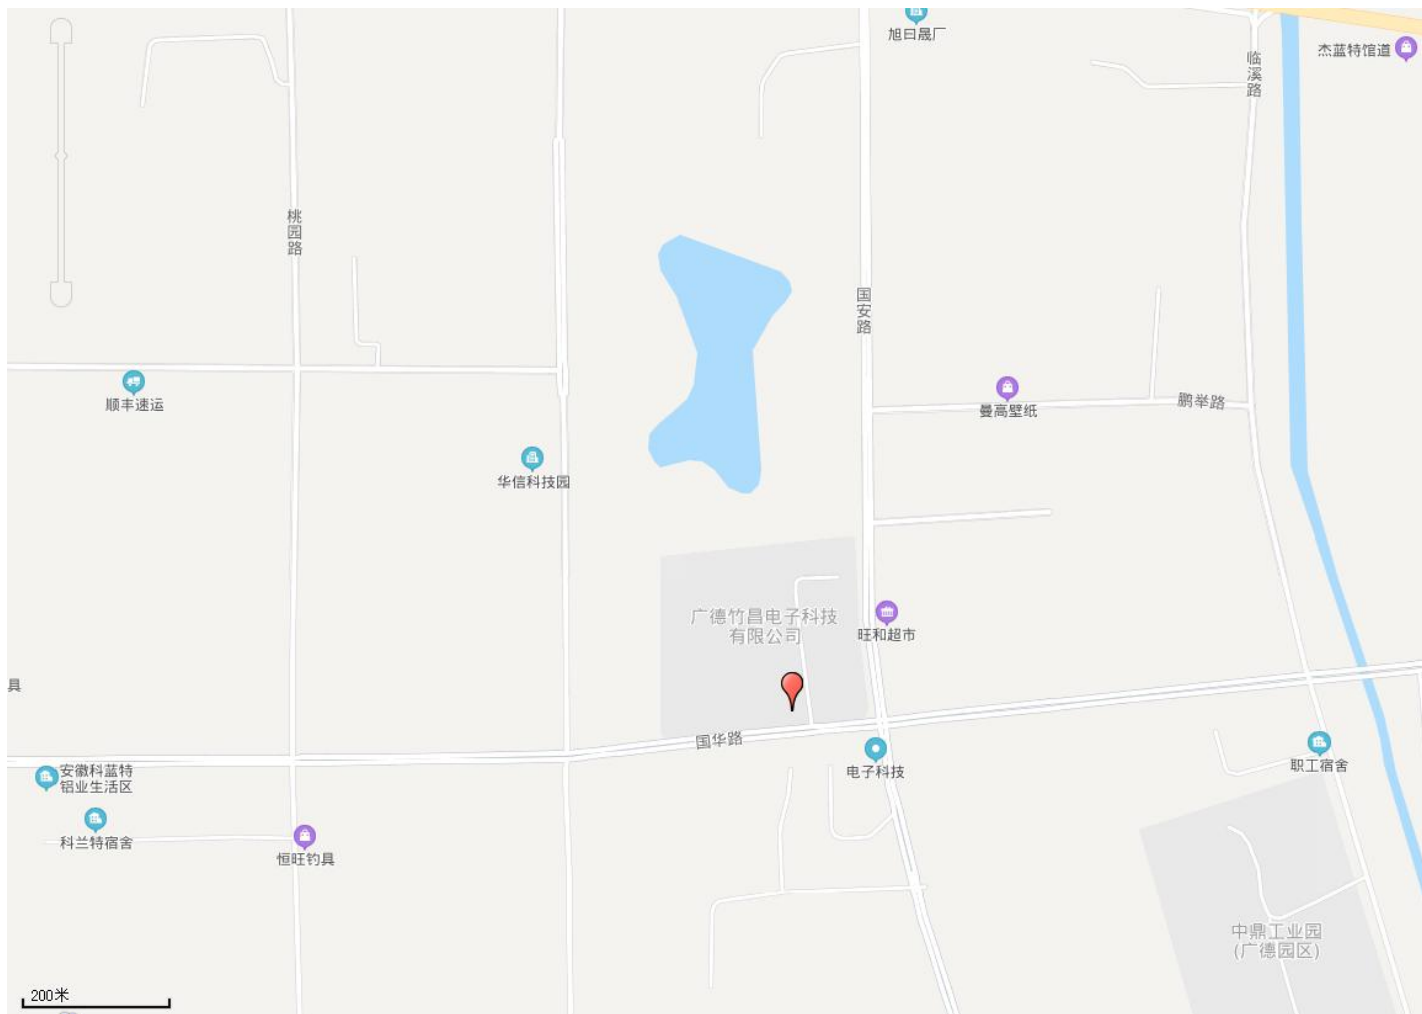 旭日晟厂
杰蓝特馆道
临溪路
桃园路
国安路
顺丰速运
曼高壁纸
鹏举路
华信科技园
广德竹昌电子科技
有限公司
旺和超市
具
国华路
电子科技
职工宿舍
安徽科蓝特
铝业生活区
科兰特宿舍
恒旺钓具
中鼎工业园
(广德园区)
200米